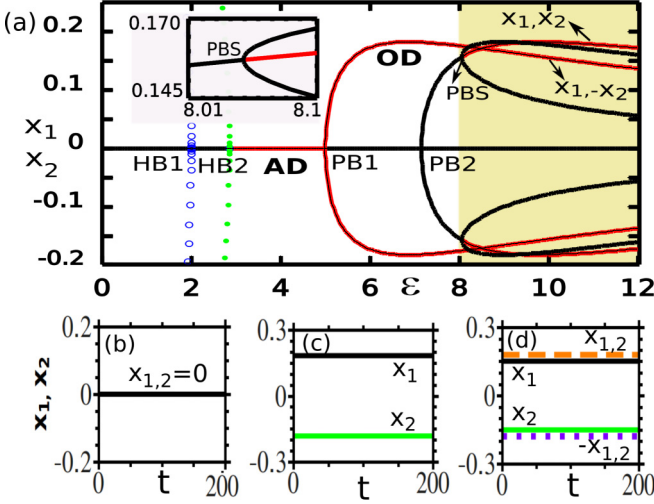 (a)
0.170
PBS
0.145
8.01
8.1
x₁,x₂
OD
PBS
x₁,-x₂
0.2
0.1
0
-0.1
-0.2
x₁
x₂
HB1
HB2
AD
PB1
PB2
0 2 4 6 ε 8 10 12
(b)
x₁,₂=0
0.2
0
-0.2
x₁, x₂
0 t 200
(c)
x₁
x₂
0.3
0
-0.3
0 t 200
(d)
x₁,₂
x₁
x₂
-x₁,₂
0.3
0
-0.3
0 t 200